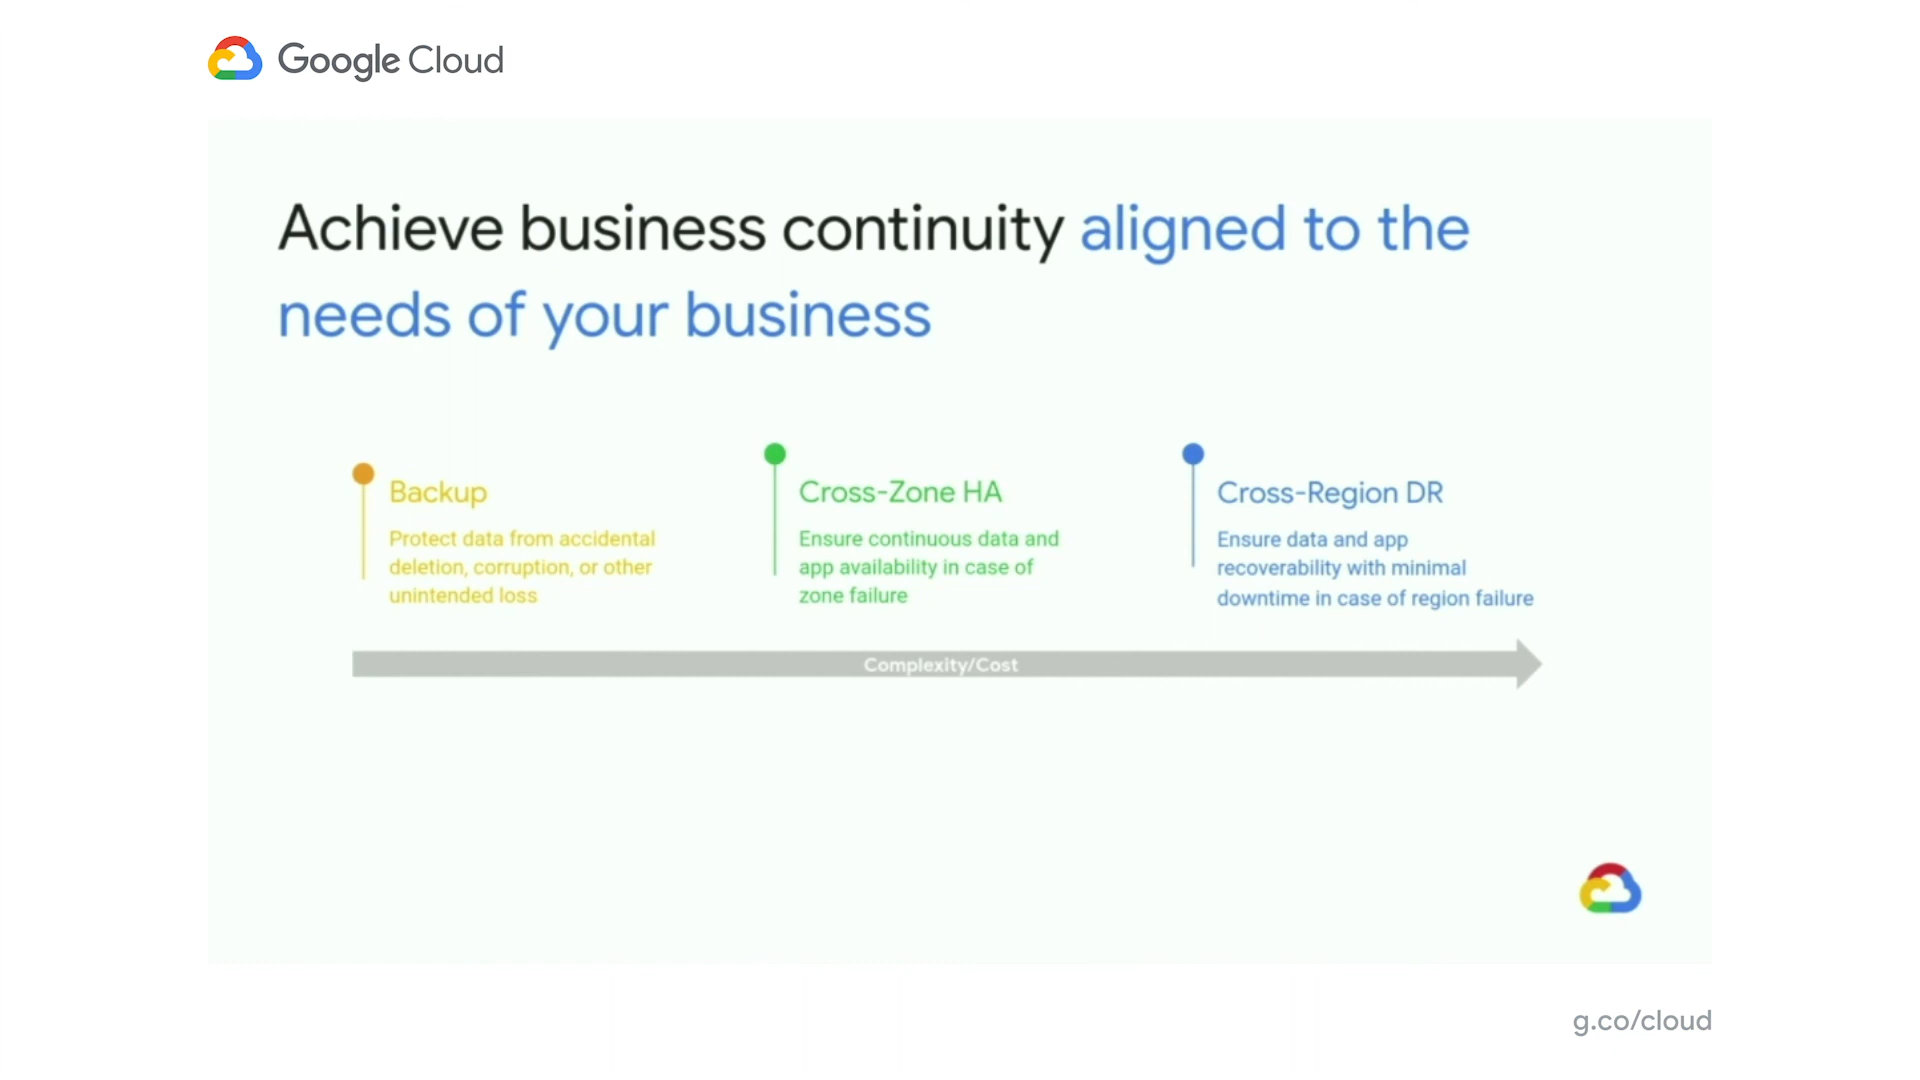 Google Cloud
Achieve business continuity aligned to the
needs of your business
Backup
Protect data from accidental
deletion, corruption, or other
unintended loss
Cross-Zone HA
Ensure continuous data and
app availability in case of
zone failure
Cross-Region DR
Ensure data and app
recoverability with minimal
downtime in case of region failure
Complexity/Cost
g.co/cloud